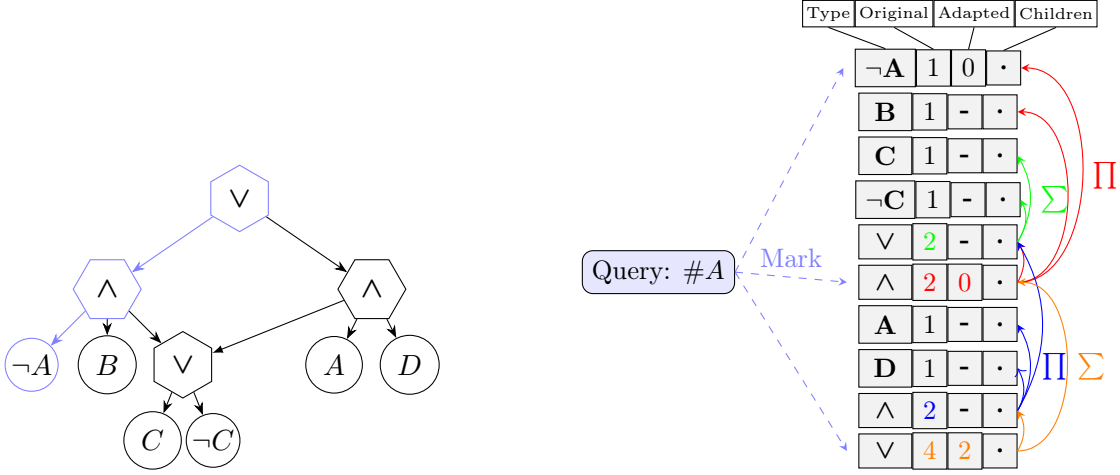 ∨
∧ ∧
¬A B ∨ A D
C ¬C
Type Original Adapted Children
¬A 1 0 ·
B 1 - ·
C 1 - ·
¬C 1 - ·
∨ 2 - ·
∧ 2 0 ·
A 1 - ·
D 1 - ·
∧ 2 - ·
∨ 4 2 ·
Query: #A
Mark
∏
∑
∏ ∑